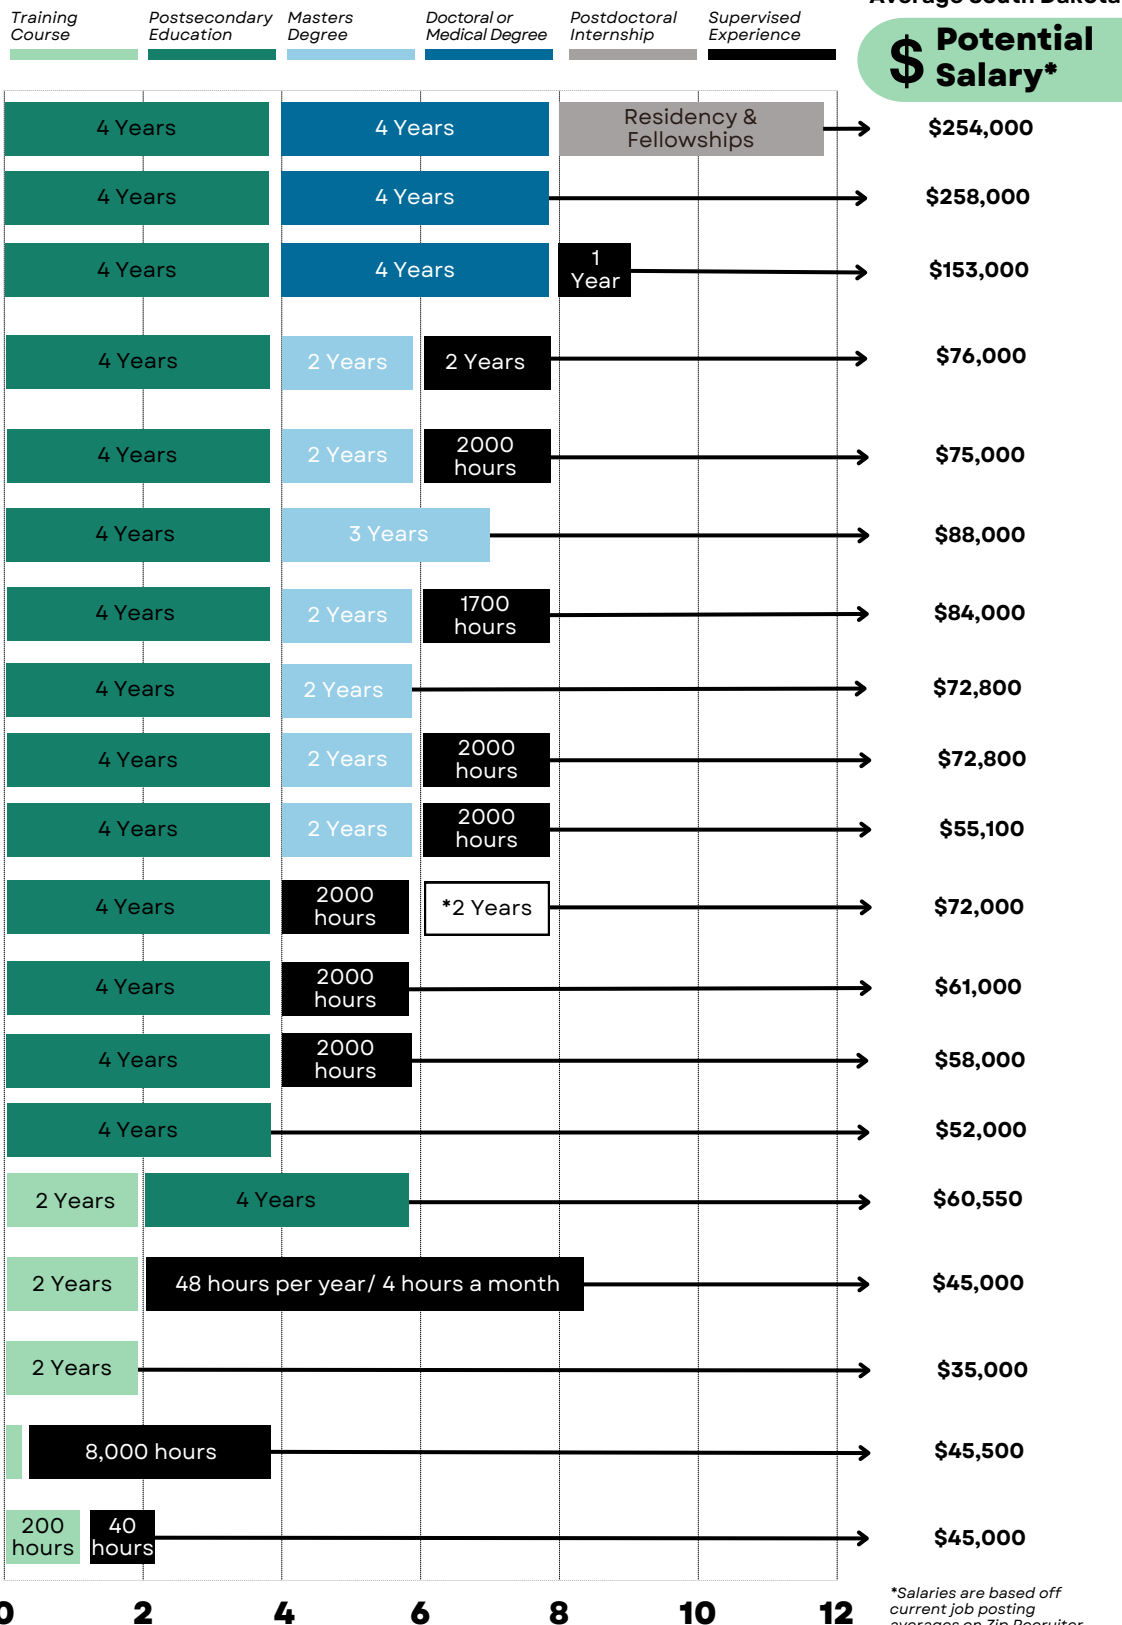 Average South Dakota
Training
Course
Postsecondary
Education
Masters
Degree
Doctoral or
Medical Degree
Postdoctoral
Internship
Supervised
Experience
$ Potential
Salary*
4 Years
4 Years
Residency &
Fellowships
$254,000
4 Years
4 Years
$258,000
4 Years
4 Years
1
Year
$153,000
4 Years
2 Years
2 Years
$76,000
4 Years
2 Years
2000
hours
$75,000
4 Years
3 Years
$88,000
4 Years
2 Years
1700
hours
$84,000
4 Years
2 Years
$72,800
4 Years
2 Years
2000
hours
$72,800
4 Years
2 Years
2000
hours
$55,100
4 Years
2000
hours
*2 Years
$72,000
4 Years
2000
hours
$61,000
4 Years
2000
hours
$58,000
4 Years
$52,000
2 Years
4 Years
$60,550
2 Years
48 hours per year/ 4 hours a month
$45,000
2 Years
$35,000
8,000 hours
$45,500
200
hours
40
hours
$45,000
0 2 4 6 8 10 12
*Salaries are based off
current job posting
averages on Zip Recruiter